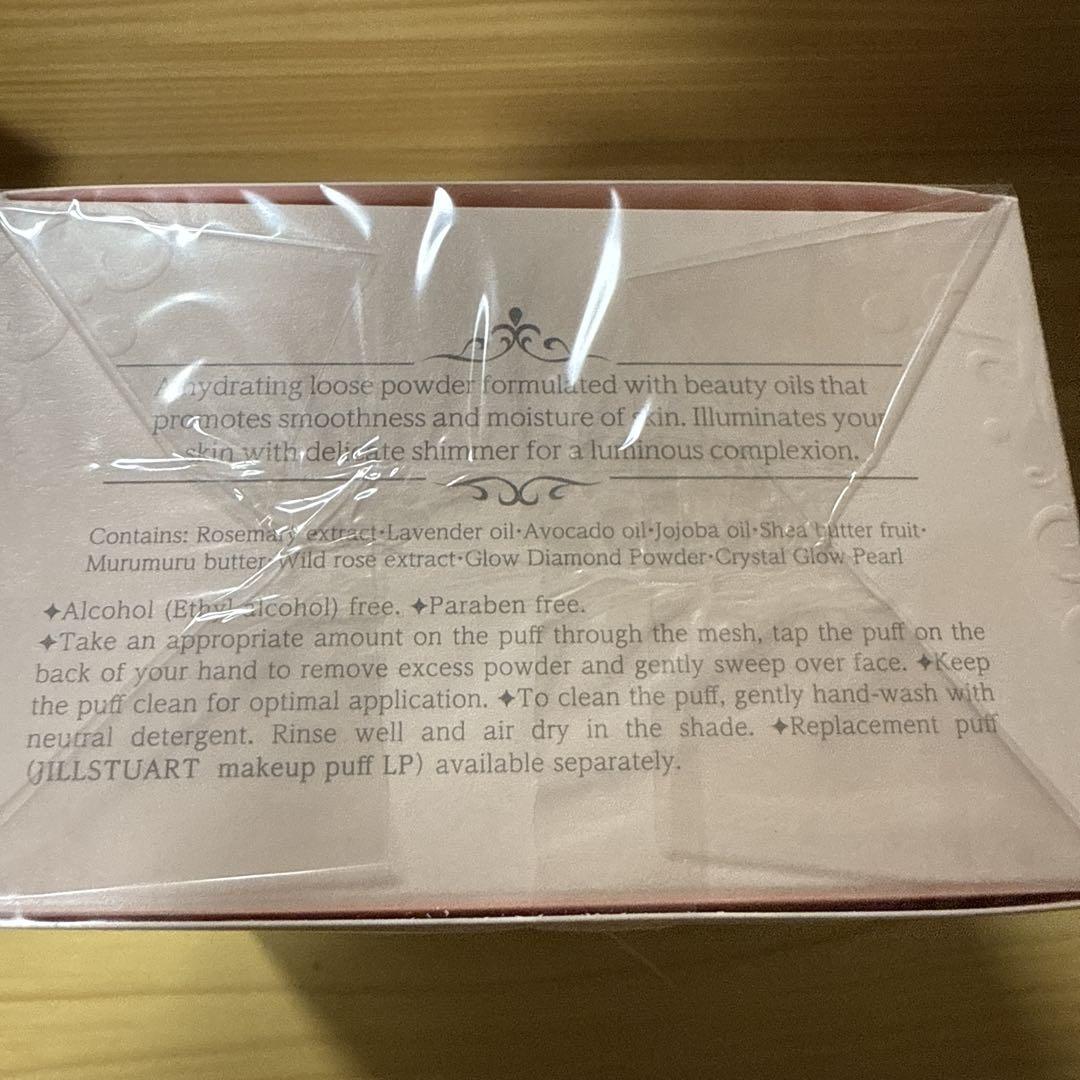 A hydrating loose powder formulated with beauty oils that
promotes smoothness and moisture of skin. Illuminates your
skin with delicate shimmer for a luminous complexion.
Contains: Rosemary extract·Lavender oil·Avocado oil·Jojoba oil·Shea butter fruit·
Murumuru butter·Wild rose extract·Glow Diamond Powder·Crystal Glow Pearl
✦Alcohol (Ethyl alcohol) free. ✦Paraben free.
✦Take an appropriate amount on the puff through the mesh, tap the puff on the
back of your hand to remove excess powder and gently sweep over face. ✦Keep
the puff clean for optimal application. ✦To clean the puff, gently hand-wash with
neutral detergent. Rinse well and air dry in the shade. ✦Replacement puff
(JILLSTUART makeup puff LP) available separately.